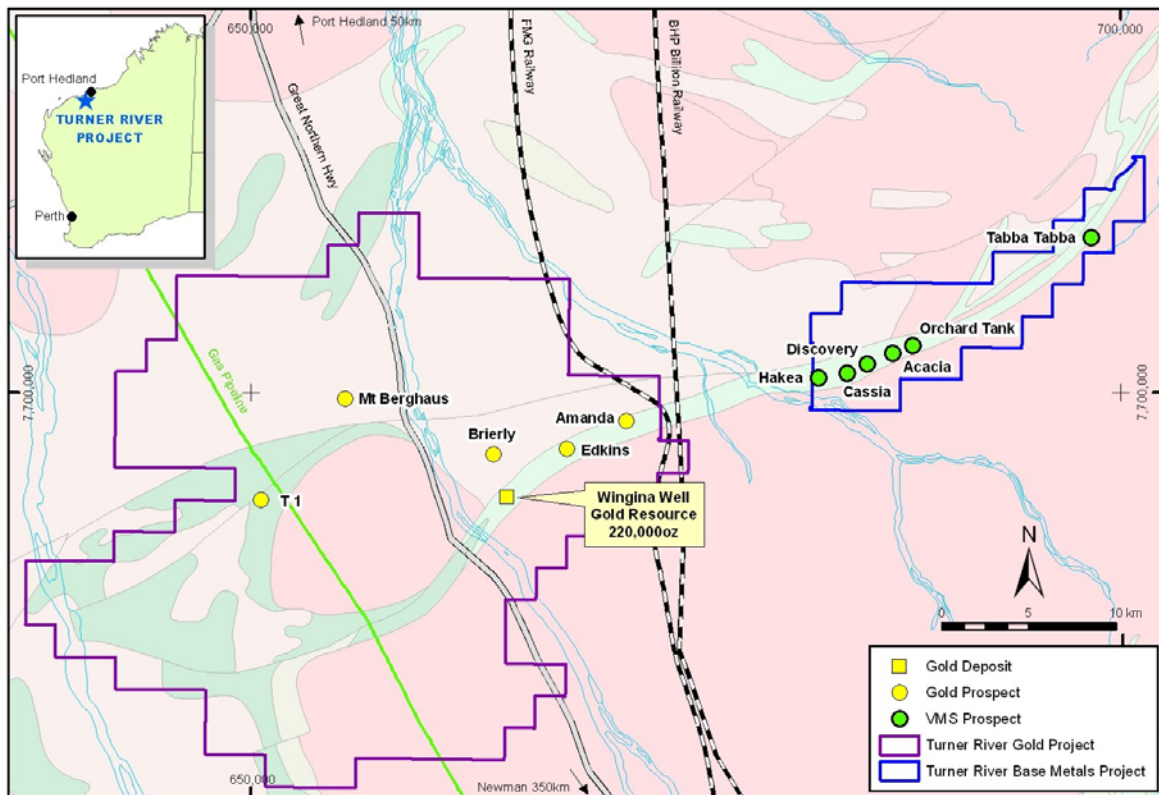 650,000
Port Hedland 50km
700,000
Port Hedland
TURNER RIVER
PROJECT
Perth
Great Northern Hwy
FMG Railway
BHP Billiton Railway
Gas Pipeline
Tabba Tabba
Orchard Tank
Discovery
Acacia
Hakea
Cassia
7,700,000
7,700,000
Mt Berghaus
Amanda
Brierly
Edkins
T 1
Wingina Well
Gold Resource
220,000oz
N
0 5 10 km
Gold Deposit
Gold Prospect
VMS Prospect
Turner River Gold Project
Turner River Base Metals Project
650,000
Newman 350km